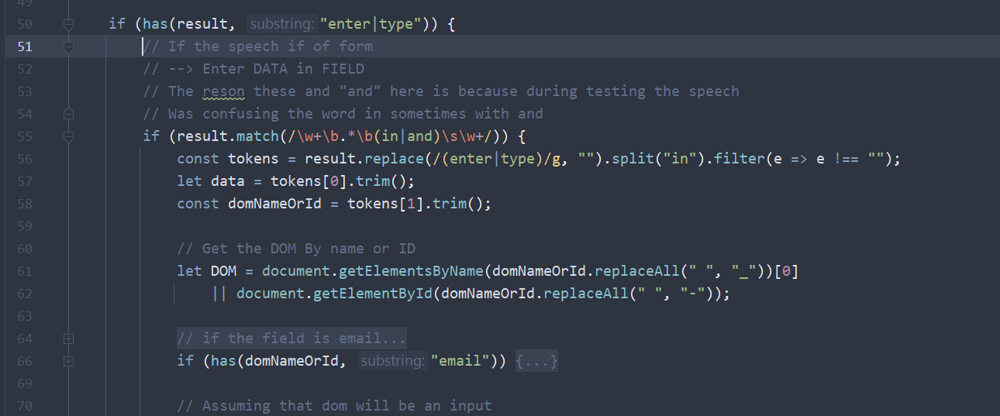 49
50 if (has(result, substring: "enter|type")) {
51 // If the speech if of form
52 // --> Enter DATA in FIELD
53 // The reson these and "and" here is because during testing the speech
54 // Was confusing the word in sometimes with and
55 if (result.match(/\w+\b.*\b(in|and)\s\w+/)) {
56 const tokens = result.replace(/(enter|type)/g, "").split("in").filter(e => e !== "");
57 let data = tokens[0].trim();
58 const domNameOrId = tokens[1].trim();
59
60 // Get the DOM By name or ID
61 let DOM = document.getElementsByName(domNameOrId.replaceAll(" ", "_"))[0]
62 || document.getElementById(domNameOrId.replaceAll(" ", "-"));
63
64 // if the field is email...
66 if (has(domNameOrId, substring: "email")) {...}
69
70 // Assuming that dom will be an input